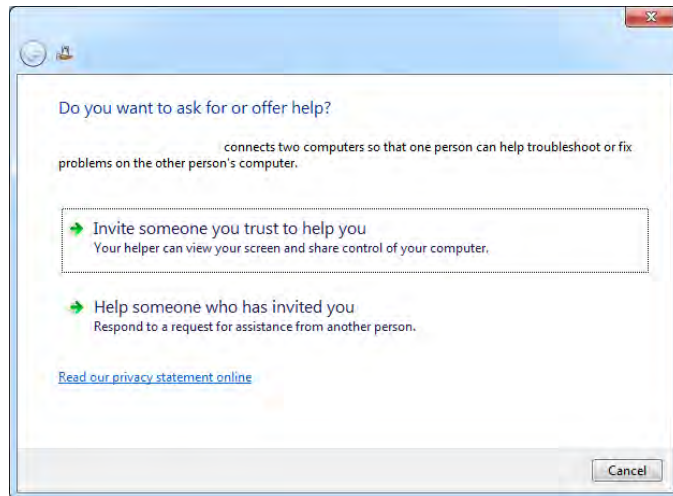 Do you want to ask for or offer help?
connects two computers so that one person can help troubleshoot or fix
problems on the other person's computer.
Invite someone you trust to help you
Your helper can view your screen and share control of your computer.
Help someone who has invited you
Respond to a request for assistance from another person.
Read our privacy statement online
Cancel